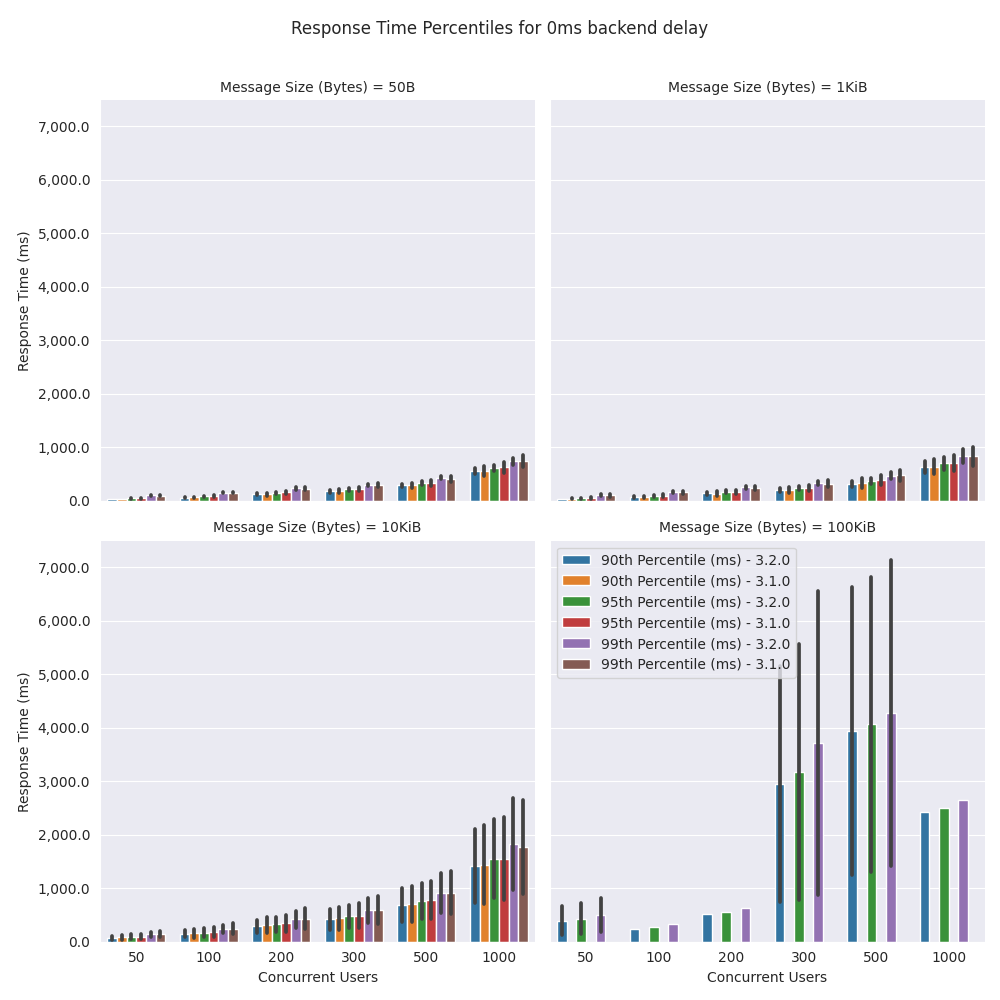 Response Time Percentiles for 0ms backend delay
Message Size (Bytes) = 50B
Message Size (Bytes) = 1KiB
Response Time (ms)
7,000.0
6,000.0
5,000.0
4,000.0
3,000.0
2,000.0
1,000.0
0.0
Message Size (Bytes) = 10KiB
Message Size (Bytes) = 100KiB
Response Time (ms)
7,000.0
6,000.0
5,000.0
4,000.0
3,000.0
2,000.0
1,000.0
0.0
90th Percentile (ms) - 3.2.0
90th Percentile (ms) - 3.1.0
95th Percentile (ms) - 3.2.0
95th Percentile (ms) - 3.1.0
99th Percentile (ms) - 3.2.0
99th Percentile (ms) - 3.1.0
50 100 200 300 500 1000
50 100 200 300 500 1000
Concurrent Users
Concurrent Users